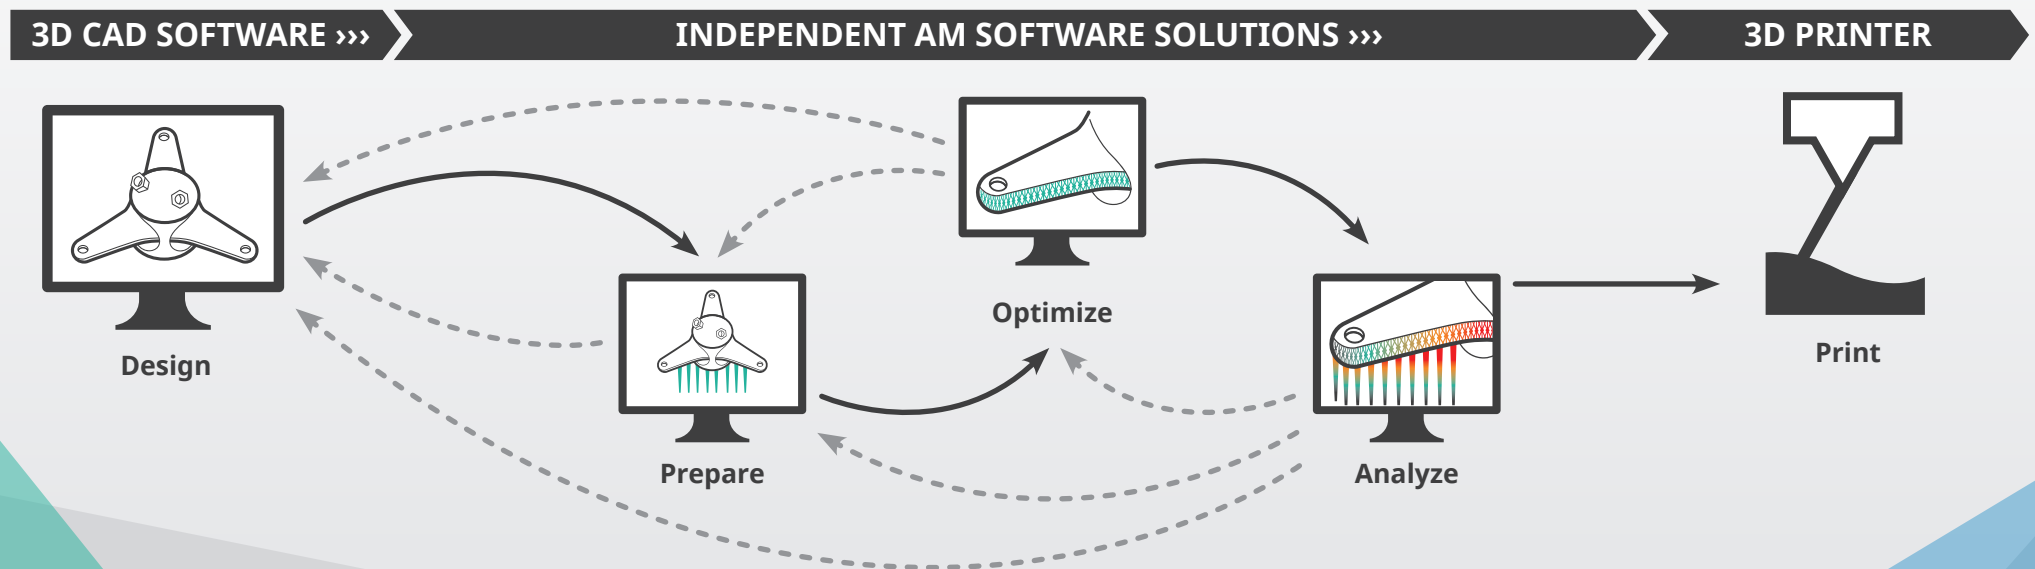 3D CAD SOFTWARE ›››
INDEPENDENT AM SOFTWARE SOLUTIONS ›››
3D PRINTER
Design
Prepare
Optimize
Analyze
Print